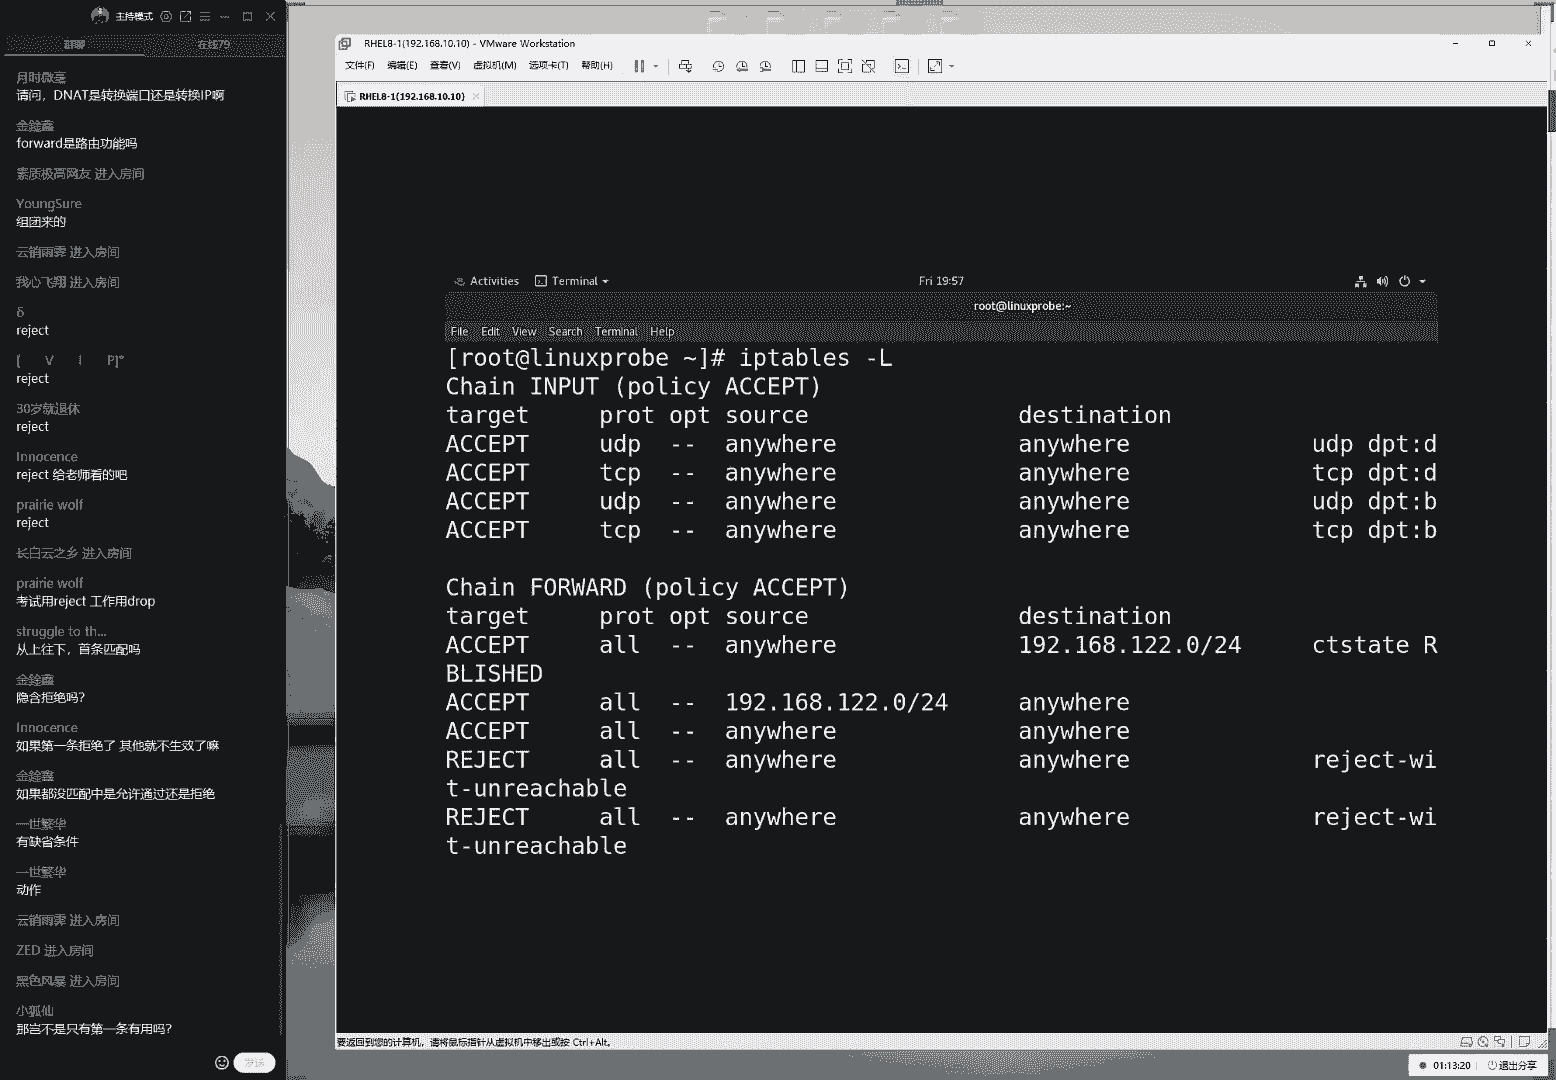 主持模式
群聊
在线79
月时微亮
请问，DNAT是转换端口还是转换IP啊
金鍂鑫
forward是路由功能吗
素质极高网友 进入房间
YoungSure
组团来的
云销雨霁 进入房间
我心飞翔 进入房间
δ
reject
[ V I P]*
reject
30岁就退休
reject
Innocence
reject 给老师看的吧
prairie wolf
reject
长白云之乡 进入房间
prairie wolf
考试用reject 工作用drop
struggle to th...
从上往下，首条匹配吗
金鍂鑫
隐含拒绝吗?
Innocence
如果第一条拒绝了 其他就不生效了嘛
金鍂鑫
如果都没匹配中是允许通过还是拒绝
一世繁华
有缺省条件
一世繁华
动作
云销雨霁 进入房间
ZED 进入房间
黑色风暴 进入房间
小狐仙
那岂不是只有第一条有用吗?
发送
RHEL8-1(192.168.10.10) - VMware Workstation
文件(F) 编辑(E) 查看(V) 虚拟机(M) 选项卡(T) 帮助(H)
RHEL8-1(192.168.10.10)
Activities Terminal Fri 19:57
root@linuxprobe:~
File Edit View Search Terminal Help
[root@linuxprobe ~]# iptables -L
Chain INPUT (policy ACCEPT)
target prot opt source destination
ACCEPT udp -- anywhere anywhere udp dpt:d
ACCEPT tcp -- anywhere anywhere tcp dpt:d
ACCEPT udp -- anywhere anywhere udp dpt:b
ACCEPT tcp -- anywhere anywhere tcp dpt:b
Chain FORWARD (policy ACCEPT)
target prot opt source destination
ACCEPT all -- anywhere 192.168.122.0/24 ctstate R
BLISHED
ACCEPT all -- 192.168.122.0/24 anywhere
ACCEPT all -- anywhere anywhere
REJECT all -- anywhere anywhere reject-wi
t-unreachable
REJECT all -- anywhere anywhere reject-wi
t-unreachable
要返回到您的计算机，请将鼠标指针从虚拟机中移出或按 Ctrl+Alt。
01:13:20 退出分享